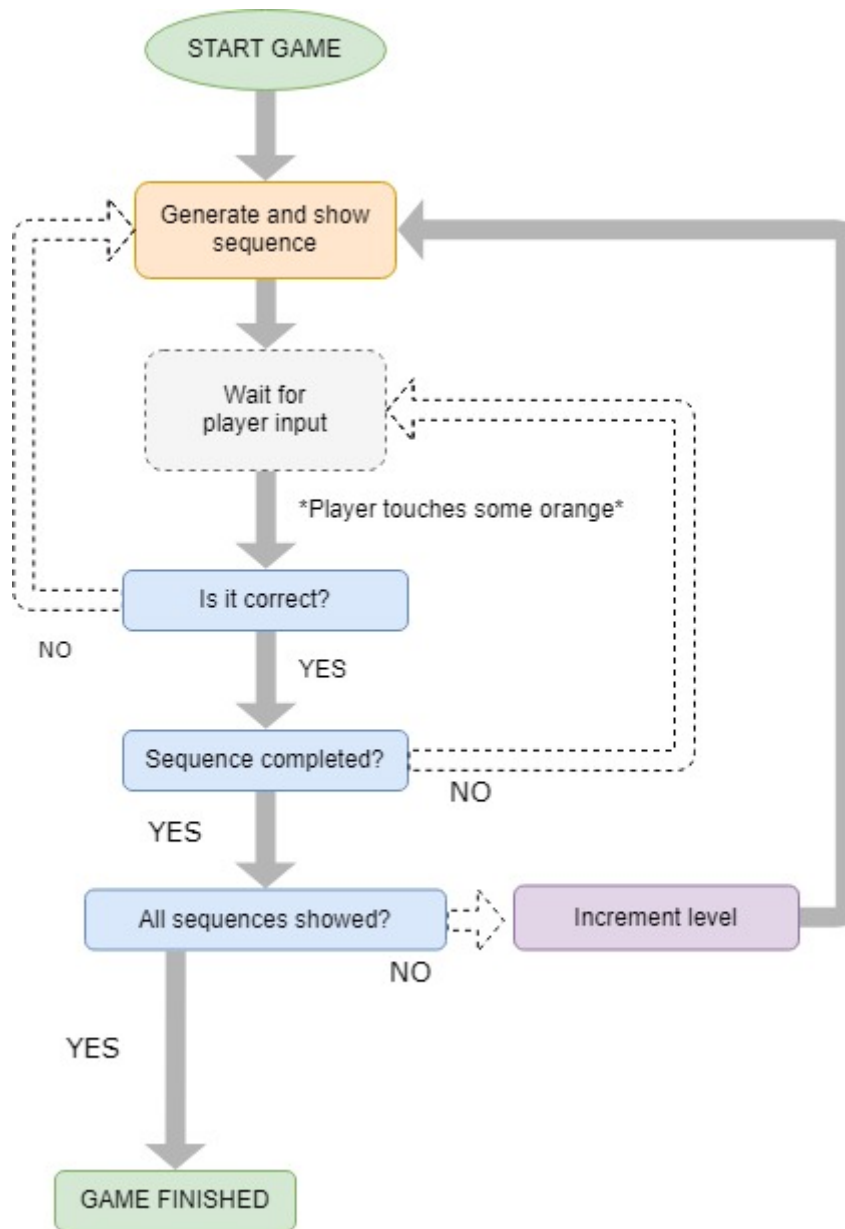 START GAME
Generate and show
sequence
Wait for
player input
*Player touches some orange*
Is it correct?
NO
YES
Sequence completed?
NO
YES
All sequences showed?
Increment level
NO
YES
GAME FINISHED